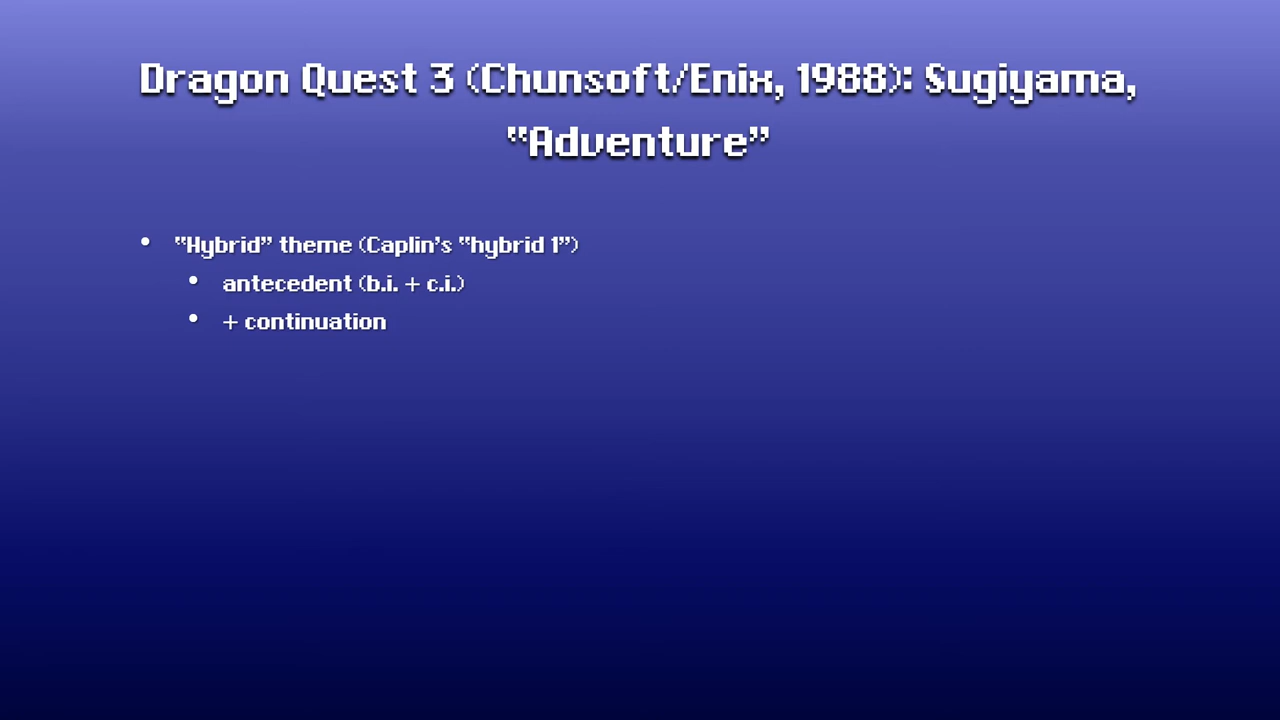 Dragon Quest 3 (Chunsoft/Enix, 1988): Sugiyama,
“Adventure”
• “Hybrid” theme (Caplin’s “hybrid 1”)
• antecedent (b.i. + c.i.)
• + continuation